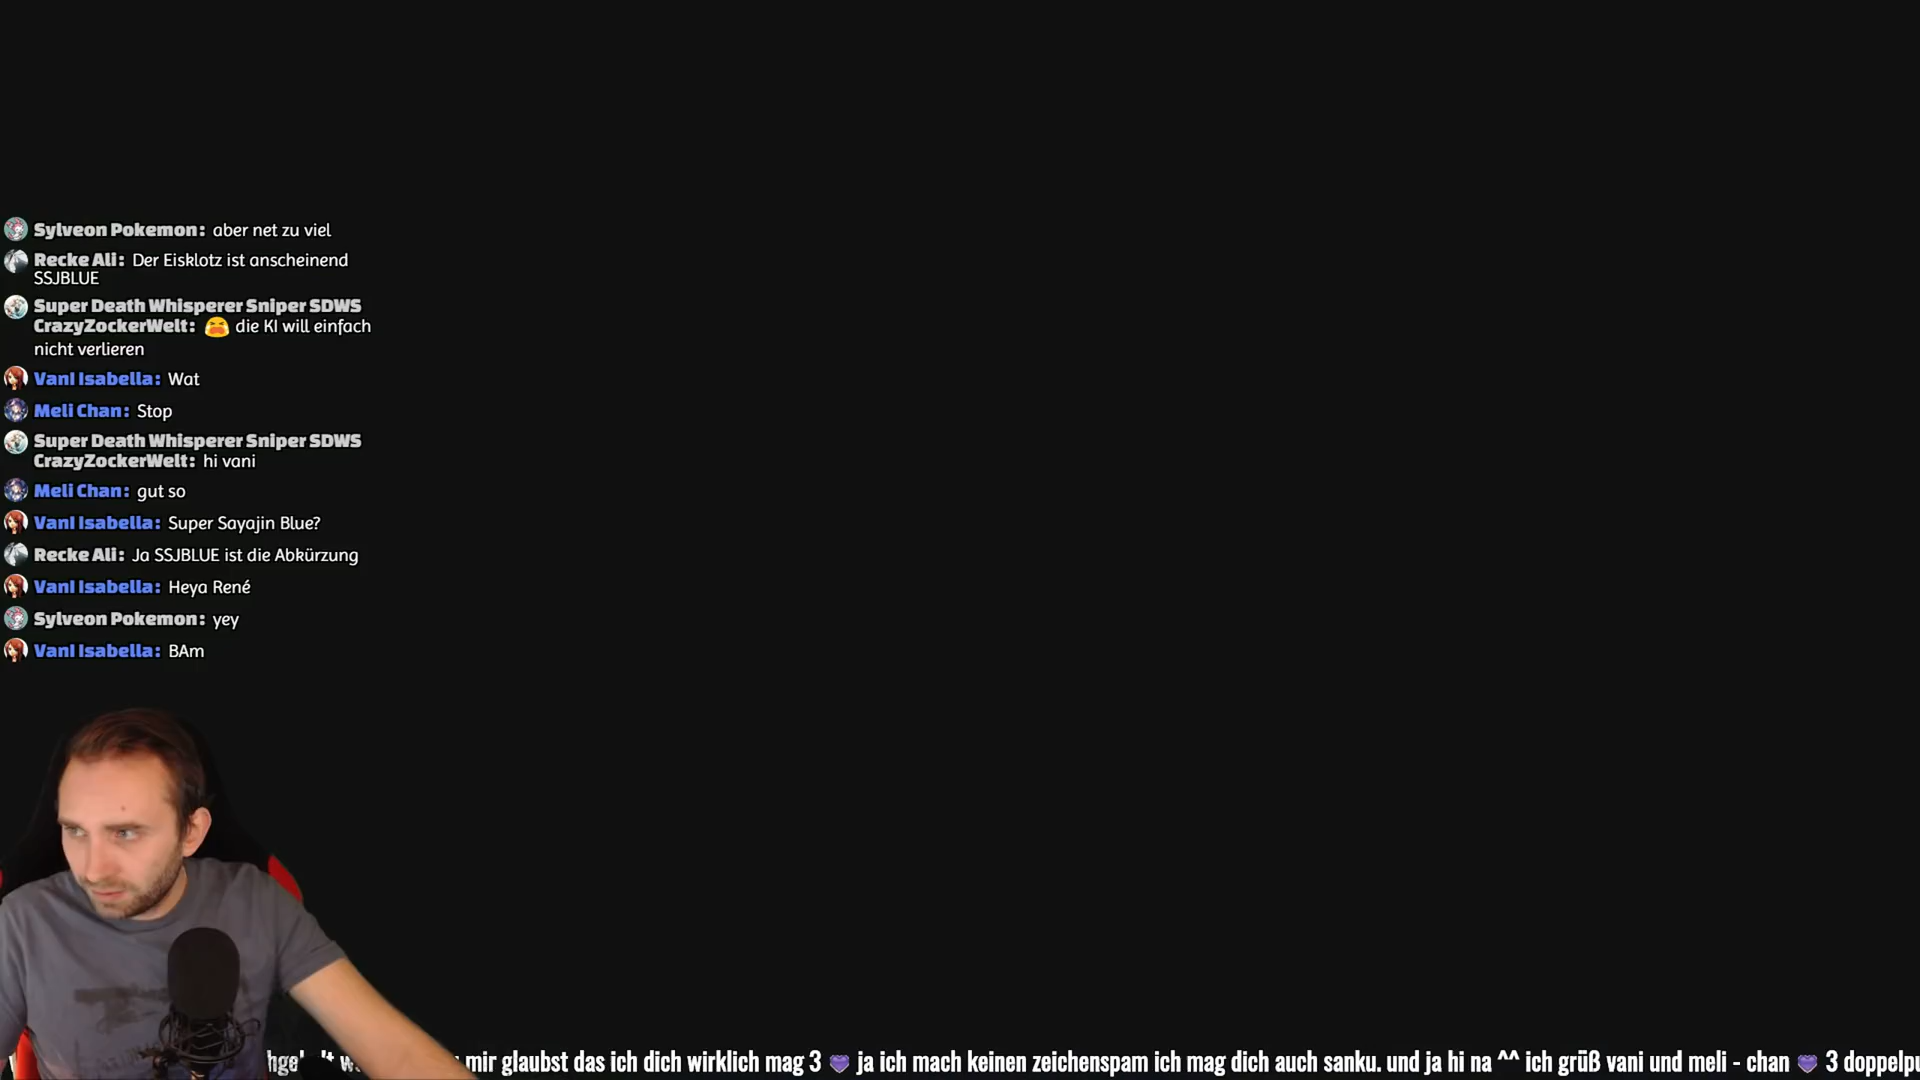 Sylveon Pokemon: aber net zu viel
Recke Ali: Der Eisklotz ist anscheinend
SSJBLUE
Super Death Whisperer Sniper SDWS
CrazyZockerWelt: 😫 die KI will einfach
nicht verlieren
VanI Isabella: Wat
Meli Chan: Stop
Super Death Whisperer Sniper SDWS
CrazyZockerWelt: hi vani
Meli Chan: gut so
VanI Isabella: Super Sayajin Blue?
Recke Ali: Ja SSJBLUE ist die Abkürzung
VanI Isabella: Heya René
Sylveon Pokemon: yey
VanI Isabella: BAm
mir glaubst das ich dich wirklich mag 3 💜 ja ich mach keinen zeichenspam ich mag dich auch sanku. und ja hi na ^^ ich grüß vani und meli - chan 💜 3 doppelpu